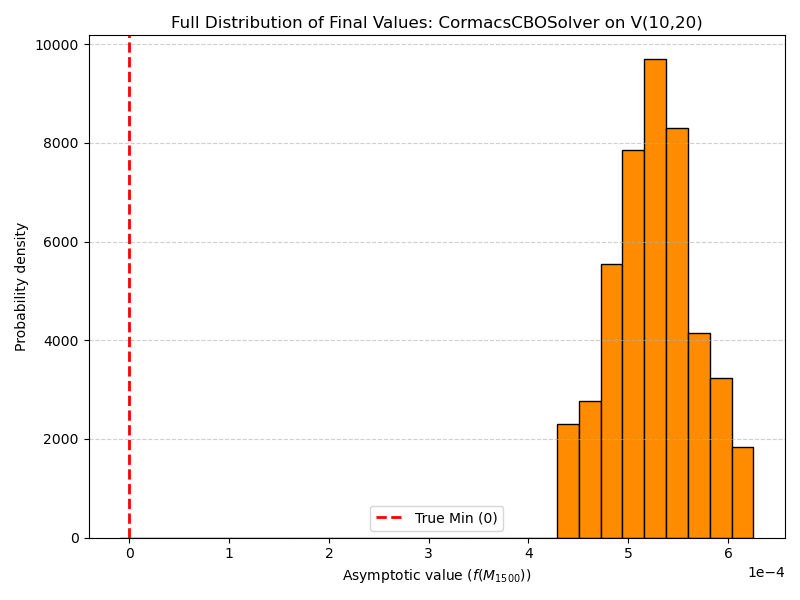 Full Distribution of Final Values: CormacsCBOSolver on V(10,20)
10000
8000
6000
4000
2000
0
Probability density
True Min (0)
0 1 2 3 4 5 6
1e−4
Asymptotic value (f(M₁₅₀₀))